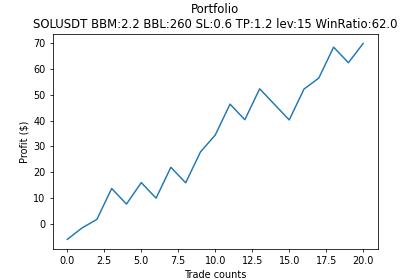 Portfolio
SOLUSDT BBM:2.2 BBL:260 SL:0.6 TP:1.2 lev:15 WinRatio:62.0
70
60
50
40
30
20
10
0
Profit ($)
0.0 2.5 5.0 7.5 10.0 12.5 15.0 17.5 20.0
Trade counts